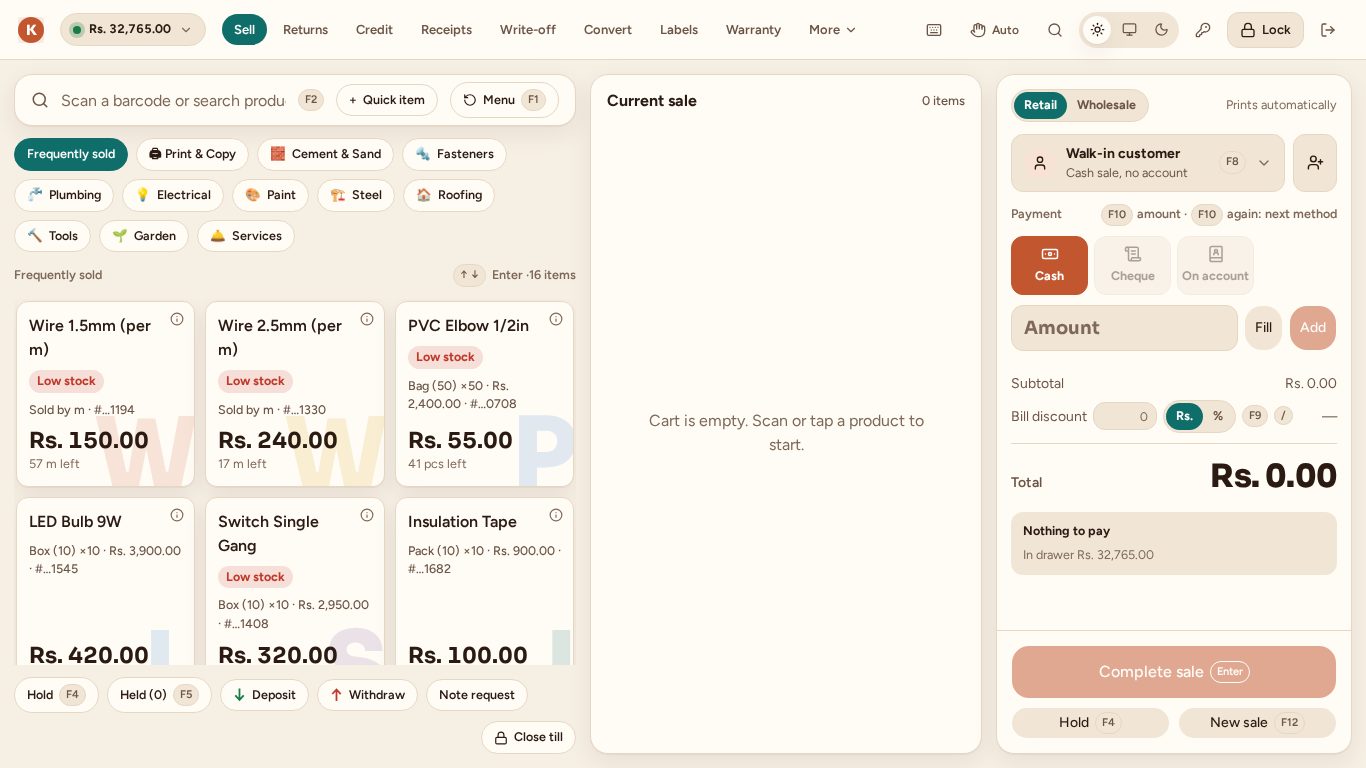 K
Rs. 32,765.00
Sell
Returns
Credit
Receipts
Write-off
Convert
Labels
Warranty
More
Auto
Lock
Scan a barcode or search produ
F2
+ Quick item
Menu F1
Frequently sold
Print & Copy
Cement & Sand
Fasteners
Plumbing
Electrical
Paint
Steel
Roofing
Tools
Garden
Services
Frequently sold
↑ ↓ Enter ·16 items
Wire 1.5mm (per
m)
Low stock
Sold by m · #…1194
Rs. 150.00
57 m left
W
Wire 2.5mm (per
m)
Low stock
Sold by m · #…1330
Rs. 240.00
17 m left
W
PVC Elbow 1/2in
Low stock
Bag (50) ×50 · Rs.
2,400.00 · #…0708
Rs. 55.00
41 pcs left
P
LED Bulb 9W
Box (10) ×10 · Rs. 3,900.00
· #…1545
Rs. 420.00
Switch Single
Gang
Low stock
Box (10) ×10 · Rs. 2,950.00
· #…1408
Rs. 320.00
S
Insulation Tape
Pack (10) ×10 · Rs. 900.00 ·
#…1682
Rs. 100.00
Hold F4
Held (0) F5
Deposit
Withdraw
Note request
Close till
Current sale
0 items
Cart is empty. Scan or tap a product to
start.
Retail
Wholesale
Prints automatically
Walk-in customer
Cash sale, no account
F8
Payment
F10 amount · F10 again: next method
Cash
Cheque
On account
Amount
Fill
Add
Subtotal
Rs. 0.00
Bill discount
0
Rs.
%
F9
/
—
Total
Rs. 0.00
Nothing to pay
In drawer Rs. 32,765.00
Complete sale Enter
Hold F4
New sale F12